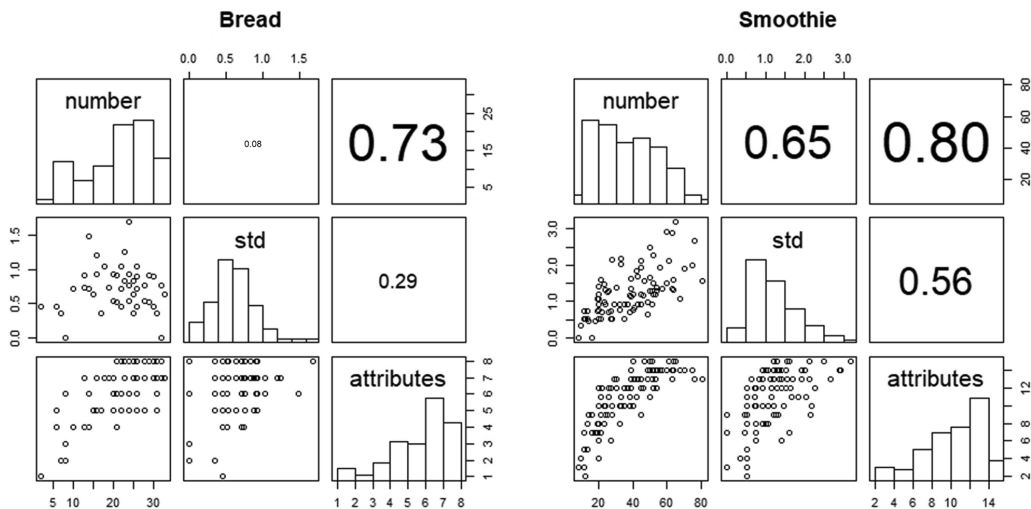 Bread Smoothie
0.0 0.5 1.0 1.5 0.0 1.0 2.0 3.0
number 0.08 0.73 5 15 25 number 0.65 0.80 20 40 60 80
0.0 0.5 1.0 1.5 std 0.29 0.0 1.0 2.0 3.0 std 0.56
attributes 1 2 3 4 5 6 7 8 attributes 2 4 6 8 12
5 10 20 30 1 2 3 4 5 6 7 8 20 40 60 80 2 4 6 8 10 14